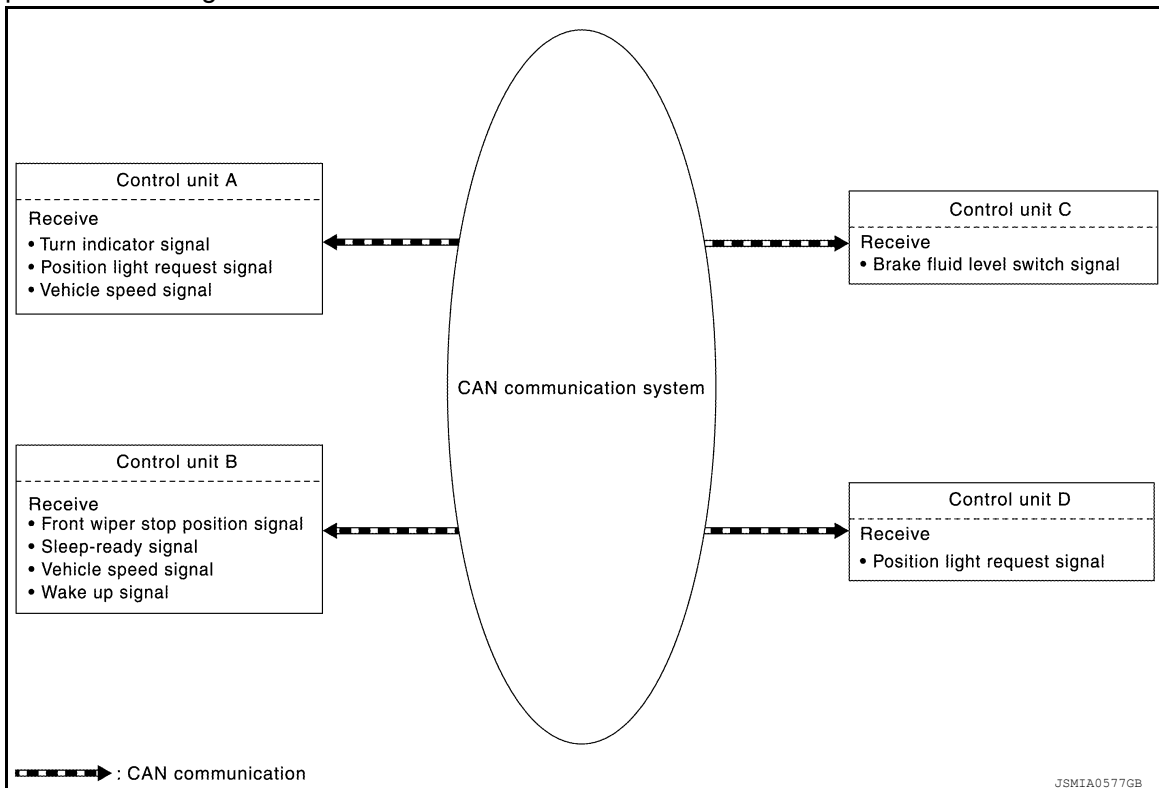 Control unit A
Receive
• Turn indicator signal
• Position light request signal
• Vehicle speed signal
Control unit B
Receive
• Front wiper stop position signal
• Sleep-ready signal
• Vehicle speed signal
• Wake up signal
CAN communication system
Control unit C
Receive
• Brake fluid level switch signal
Control unit D
Receive
• Position light request signal
: CAN communication
JSMIA0577GB